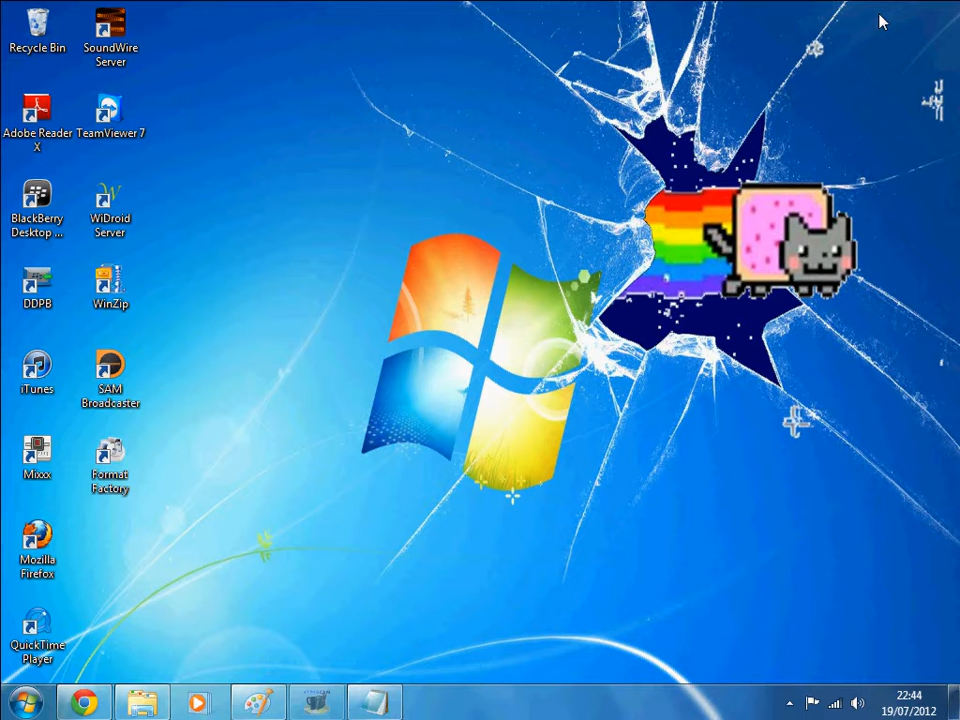 Recycle Bin
SoundWire
Server
Adobe Reader
X
TeamViewer 7
BlackBerry
Desktop ...
WiDroid
Server
DDPB
WinZip
iTunes
SAM
Broadcaster
Mixxx
Format
Factory
Mozilla
Firefox
QuickTime
Player
22:44
19/07/2012